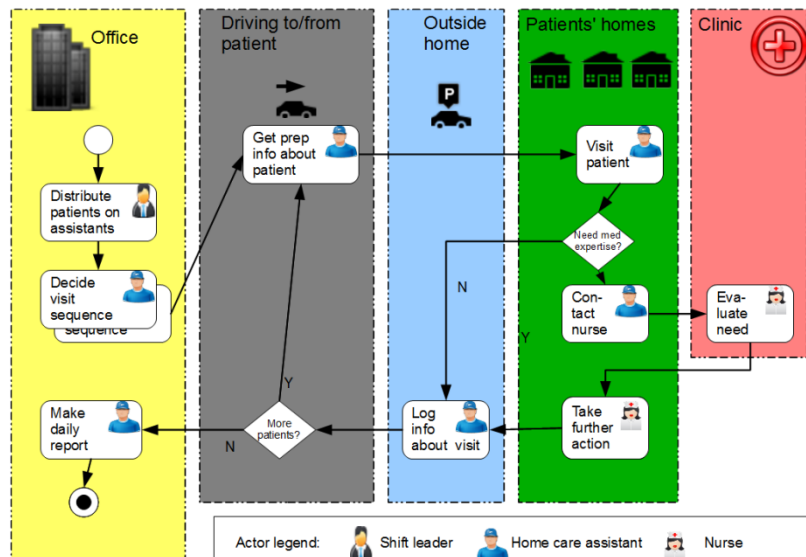 Office
Driving to/from
patient
Outside
home
Patients' homes
Clinic
P
Get prep
info about
patient
Visit
patient
Distribute
patients on
assistants
Need med
expertise?
Decide
visit
sequence
sequence
N
Con-
tact
nurse
Eva-
luate
need
Y
Y
Make
daily
report
N
More
patients?
Log
info
about visit
Take
further
action
Actor legend:
Shift leader
Home care assistant
Nurse